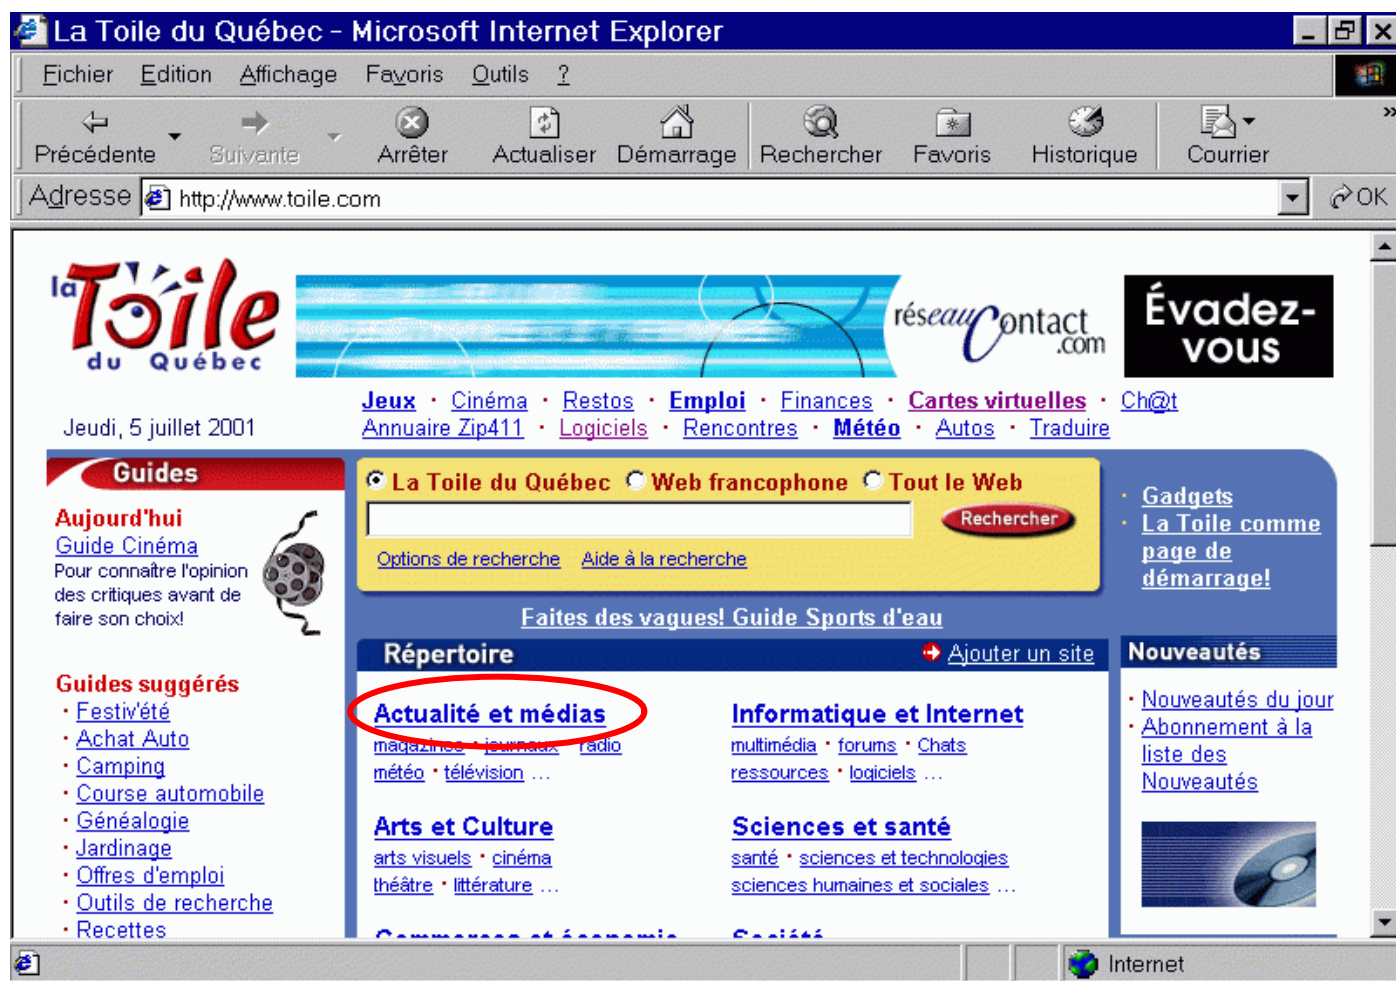 La Toile du Québec - Microsoft Internet Explorer
Fichier Edition Affichage Favoris Outils ?
Précédente Suivante Arrêter Actualiser Démarrage Rechercher Favoris Historique Courrier »
Adresse http://www.toile.com OK
la Toile du Québec
réseauContact.com
Évadez-
vous
Jeux · Cinéma · Restos · Emploi · Finances · Cartes virtuelles · Ch@t
Jeudi, 5 juillet 2001
Annuaire Zip411 · Logiciels · Rencontres · Météo · Autos · Traduire
Guides
Aujourd'hui
Guide Cinéma
Pour connaître l'opinion
des critiques avant de
faire son choix!
Guides suggérés
· Festiv'été
· Achat Auto
· Camping
· Course automobile
· Généalogie
· Jardinage
· Offres d'emploi
· Outils de recherche
· Recettes
La Toile du Québec Web francophone Tout le Web
Rechercher
Options de recherche Aide à la recherche
Faites des vagues! Guide Sports d'eau
Répertoire Ajouter un site
Actualité et médias
magazines · journaux · radio
météo · télévision ...
Arts et Culture
arts visuels · cinéma
théâtre · littérature ...
Commerces et économie
Informatique et Internet
multimédia · forums · Chats
ressources · logiciels ...
Sciences et santé
santé · sciences et technologies
sciences humaines et sociales ...
Société
· Gadgets
· La Toile comme
page de
démarrage!
Nouveautés
· Nouveautés du jour
· Abonnement à la
liste des
Nouveautés
Internet